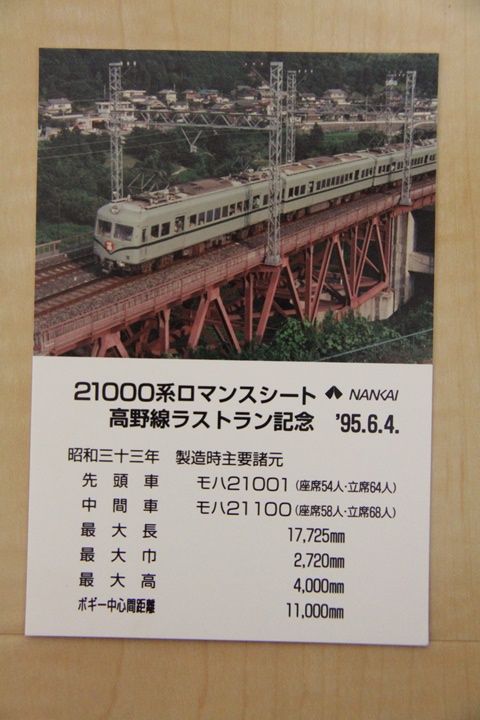 21000系ロマンスシート NANKAI
高野線ラストラン記念 '95.6.4.
昭和三十三年 製造時主要諸元
先頭車 モハ21001(座席54人・立席64人)
中間車 モハ21100(座席58人・立席68人)
最大長 17,725㎜
最大巾 2,720㎜
最大高 4,000㎜
ボギー中心間距離 11,000㎜